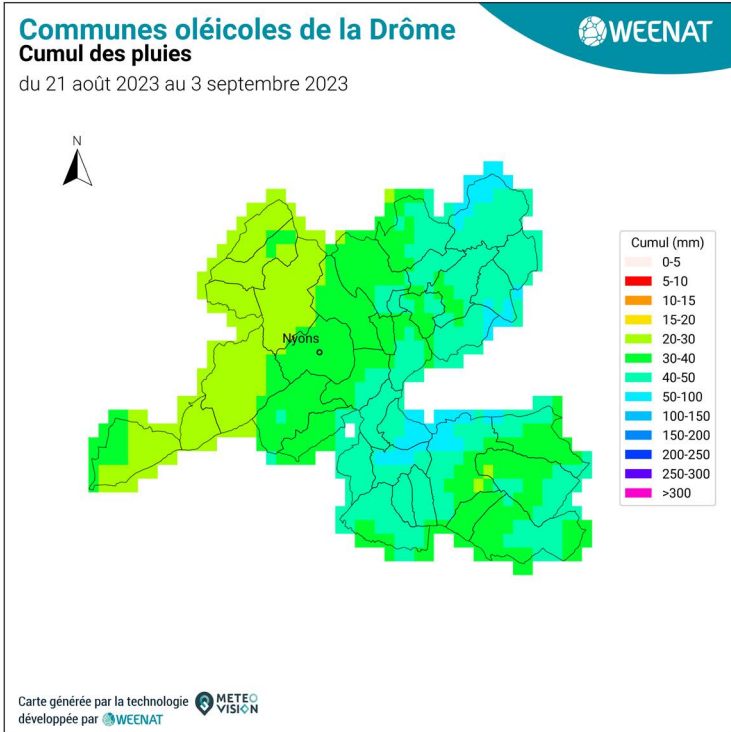 Communes oléicoles de la Drôme
WEENAT
Cumul des pluies
du 21 août 2023 au 3 septembre 2023
N
Nyons
Cumul (mm)
0-5
5-10
10-15
15-20
20-30
30-40
40-50
50-100
100-150
150-200
200-250
250-300
>300
Carte générée par la technologie METEO VISION
développée par WEENAT